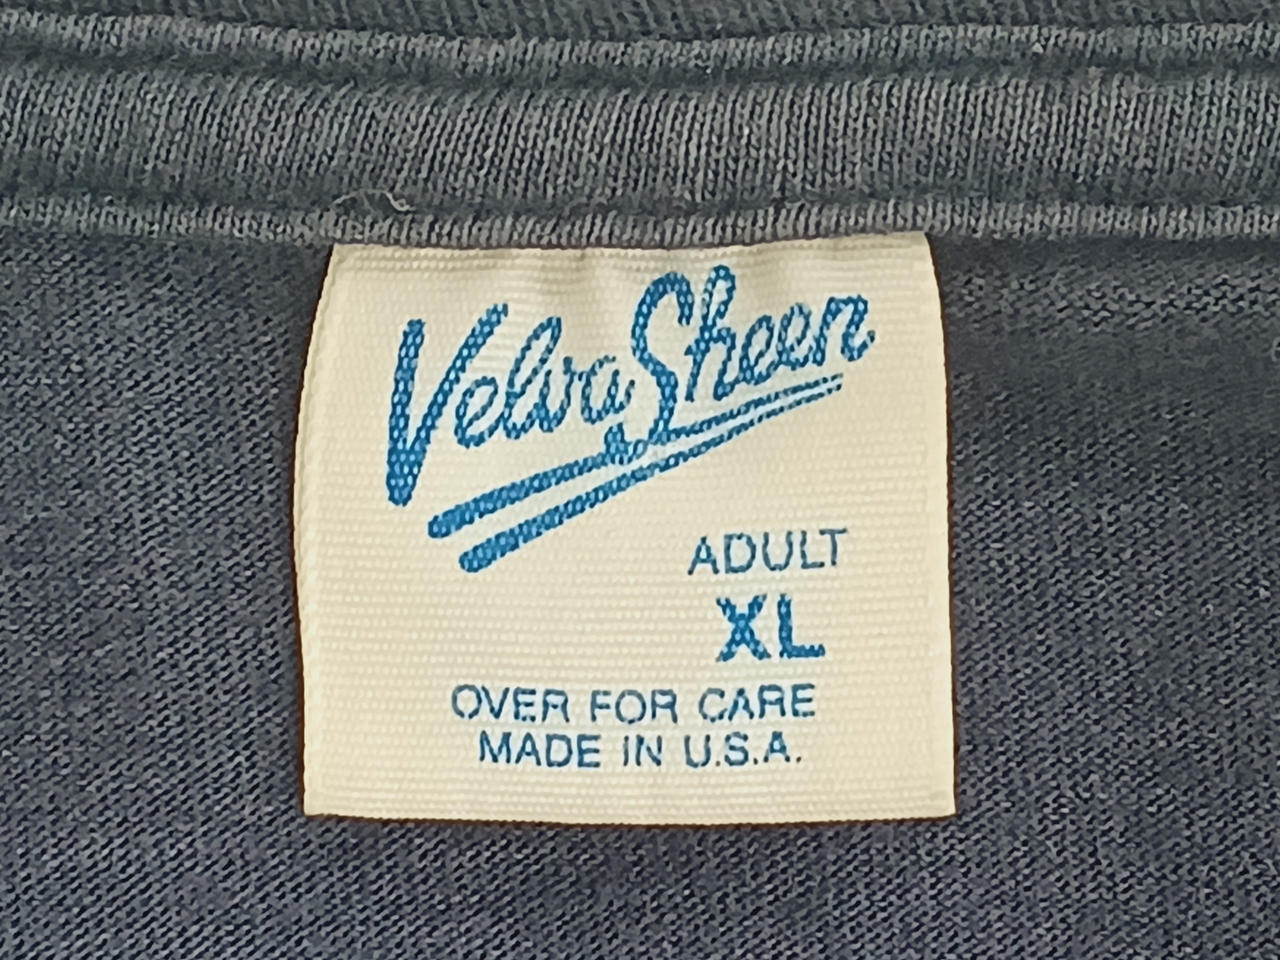 Velva Sheen
ADULT
XL
OVER FOR CARE
MADE IN U.S.A.